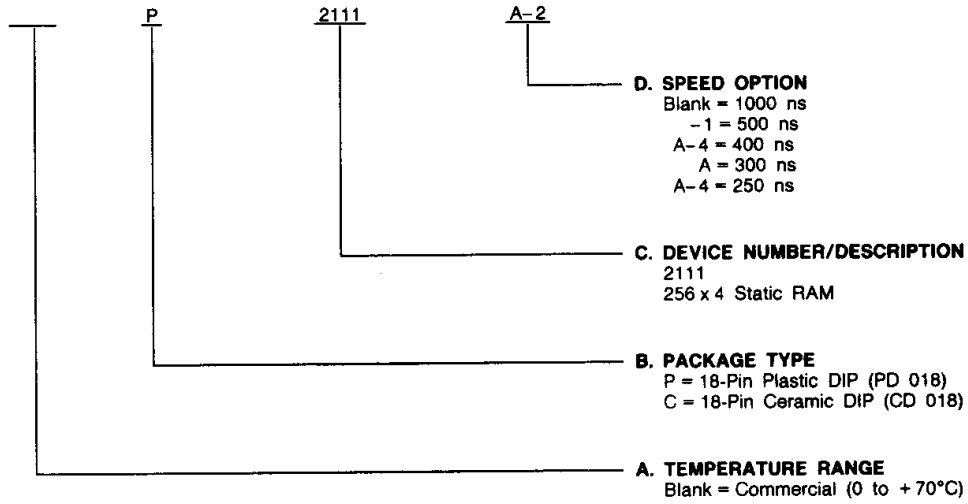 P 2111 A-2
D. SPEED OPTION
Blank = 1000 ns
-1 = 500 ns
A-4 = 400 ns
A = 300 ns
A-4 = 250 ns
C. DEVICE NUMBER/DESCRIPTION
2111
256 x 4 Static RAM
B. PACKAGE TYPE
P = 18-Pin Plastic DIP (PD 018)
C = 18-Pin Ceramic DIP (CD 018)
A. TEMPERATURE RANGE
Blank = Commercial (0 to +70°C)